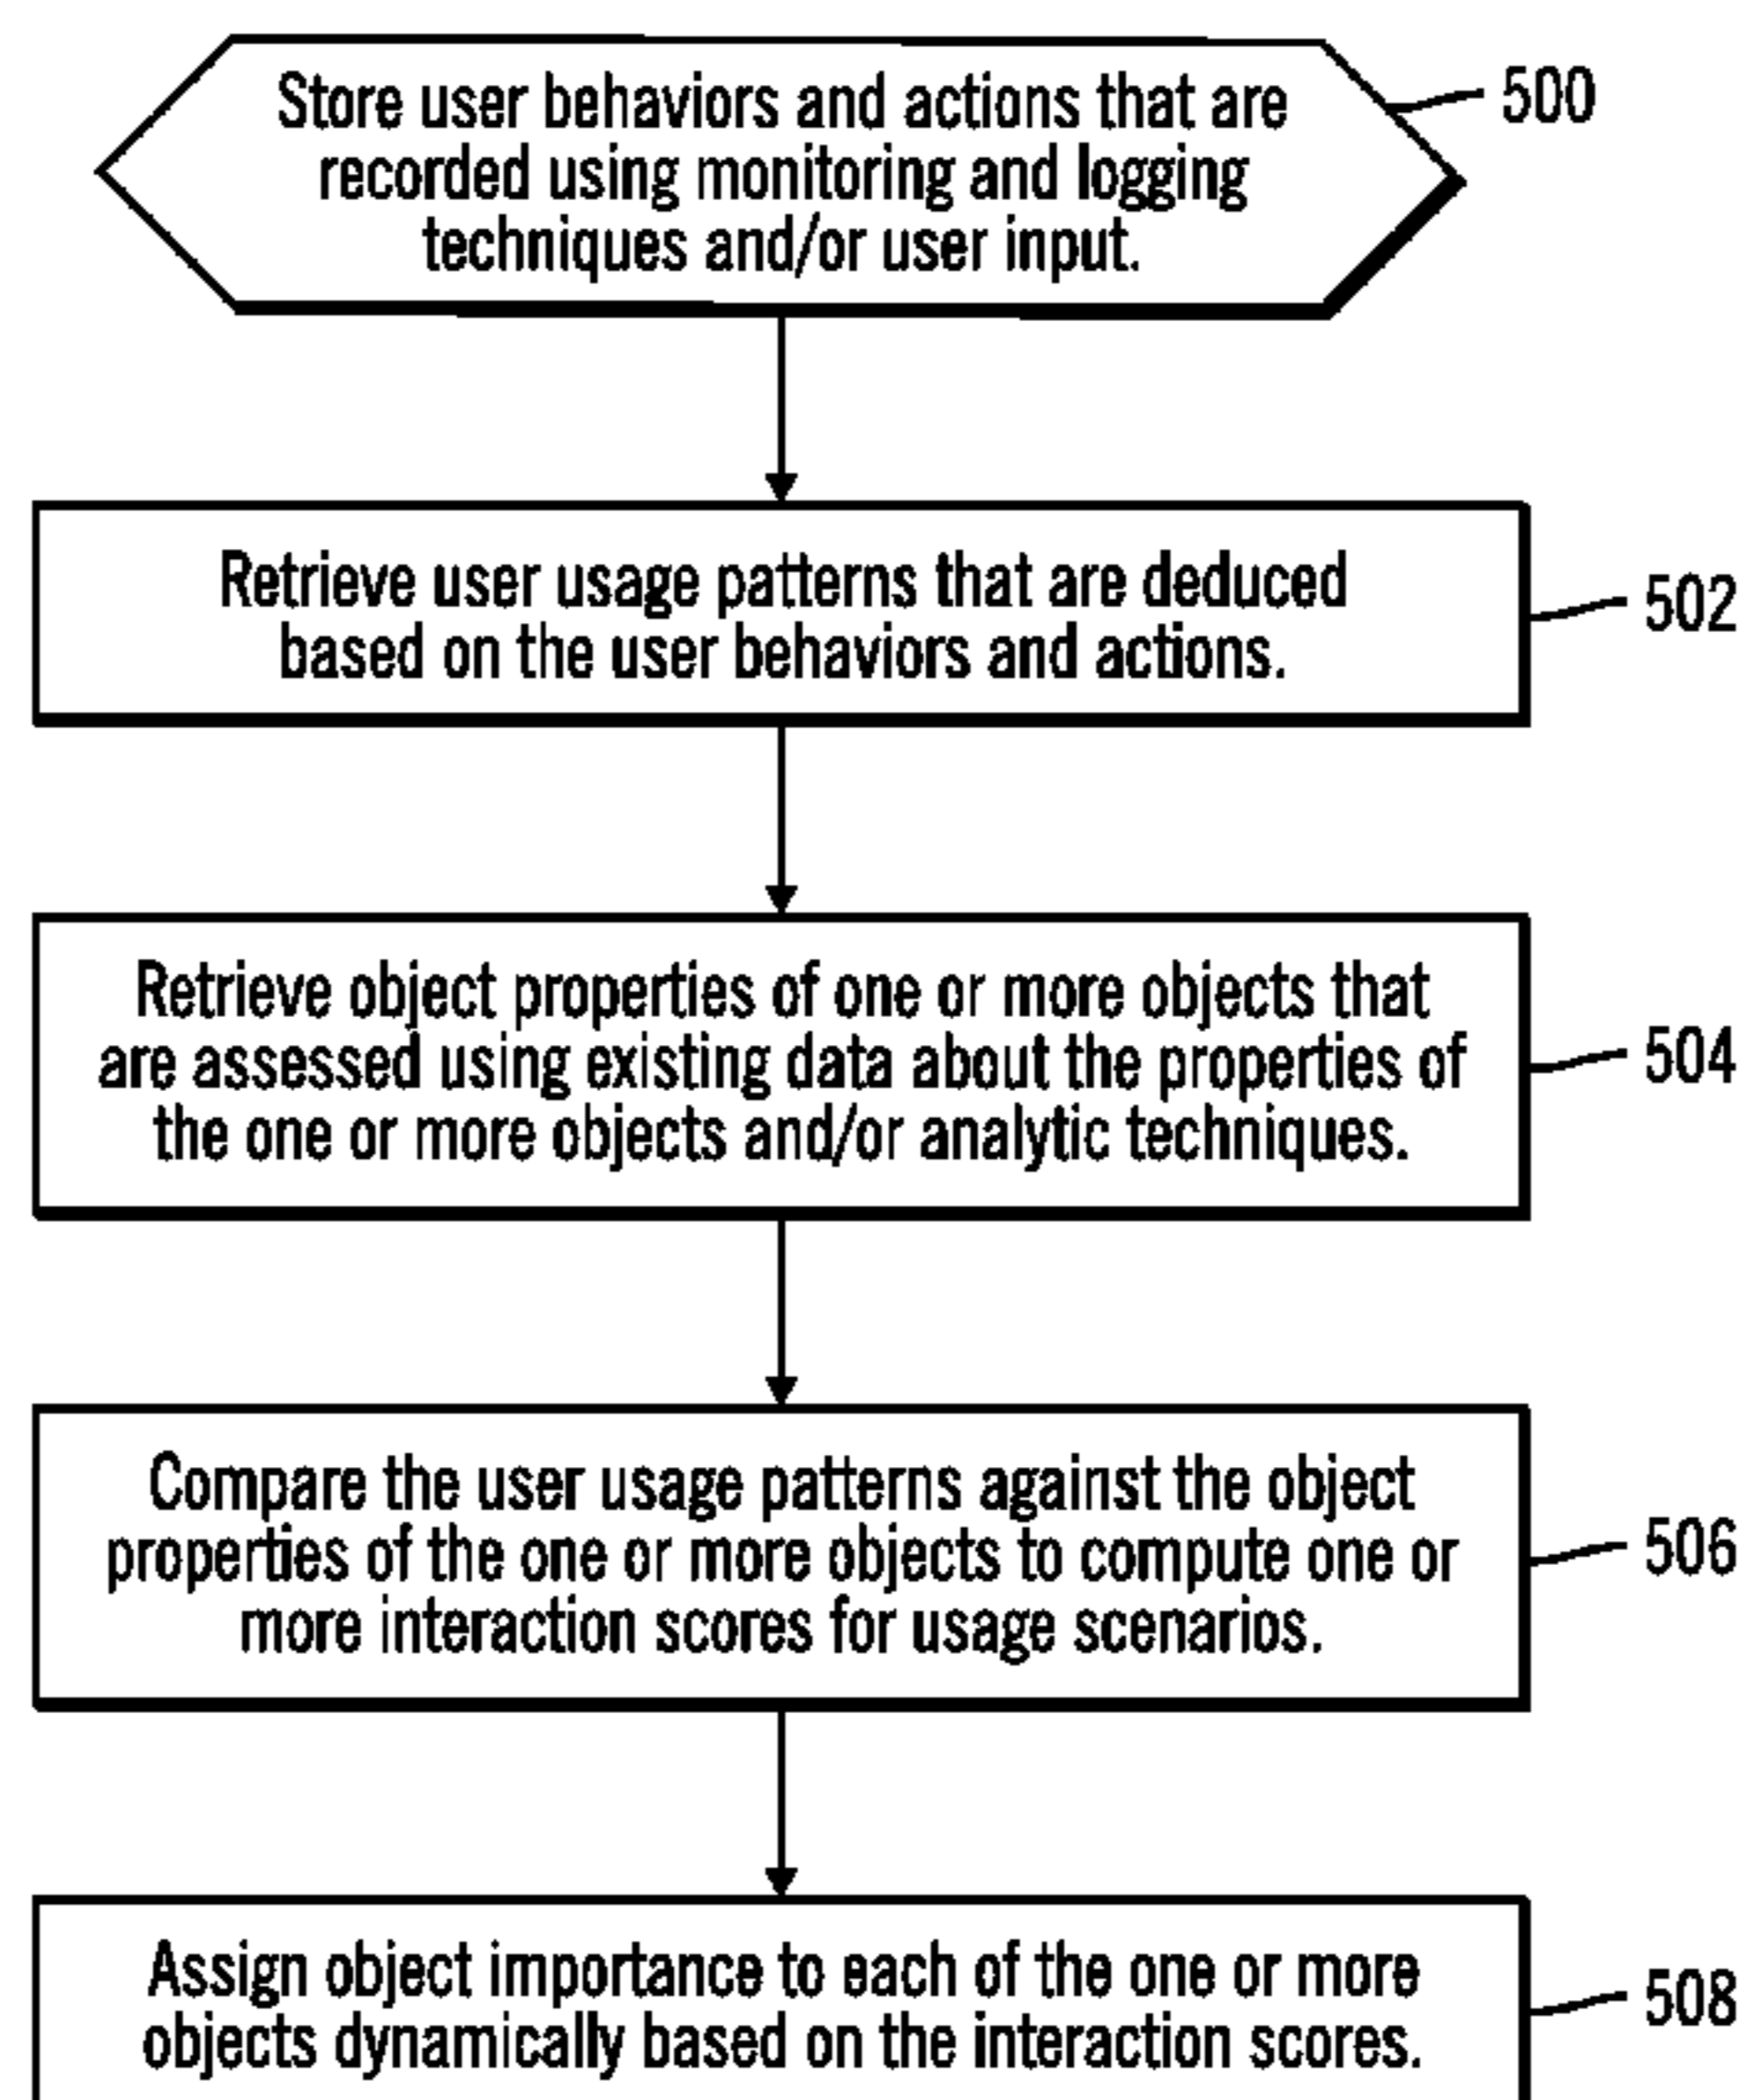 Store user behaviors and actions that are
recorded using monitoring and logging
techniques and/or user input.
500
Retrieve user usage patterns that are deduced
based on the user behaviors and actions.
502
Retrieve object properties of one or more objects that
are assessed using existing data about the properties of
the one or more objects and/or analytic techniques.
504
Compare the user usage patterns against the object
properties of the one or more objects to compute one or
more interaction scores for usage scenarios.
506
Assign object importance to each of the one or more
objects dynamically based on the interaction scores.
508